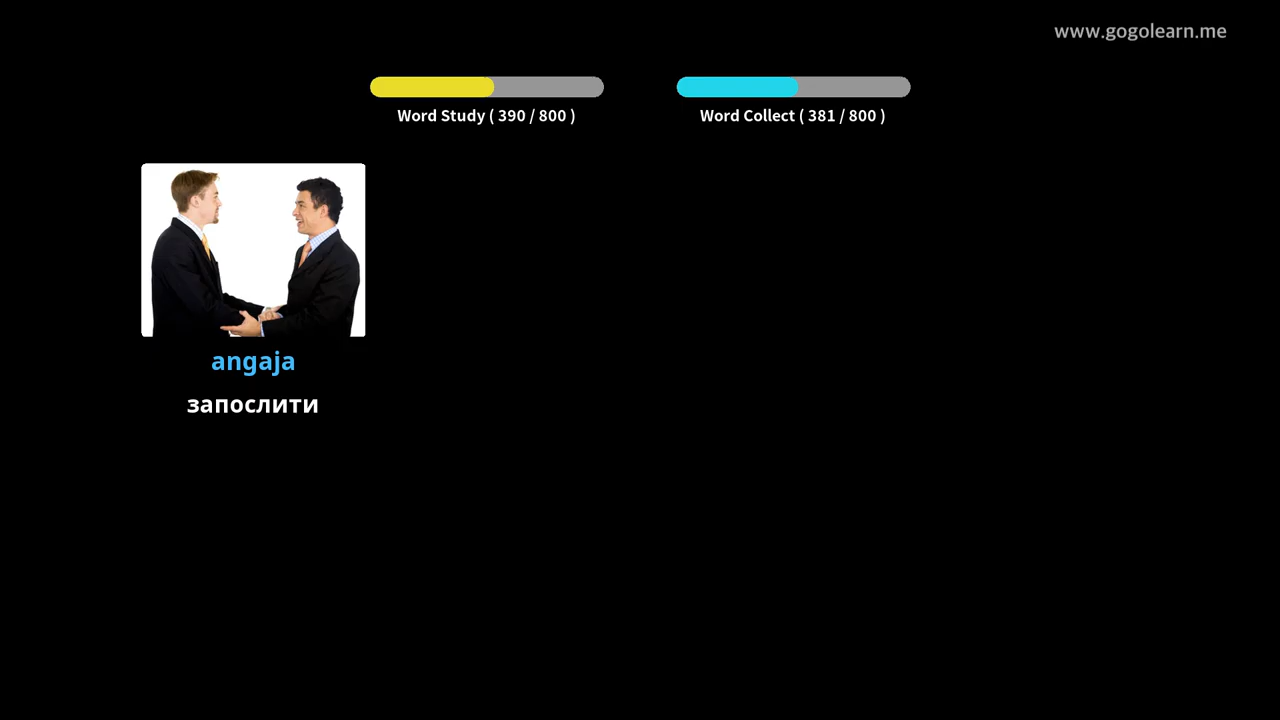 www.gogolearn.me
Word Study ( 390 / 800 )
Word Collect ( 381 / 800 )
angaja
запослити